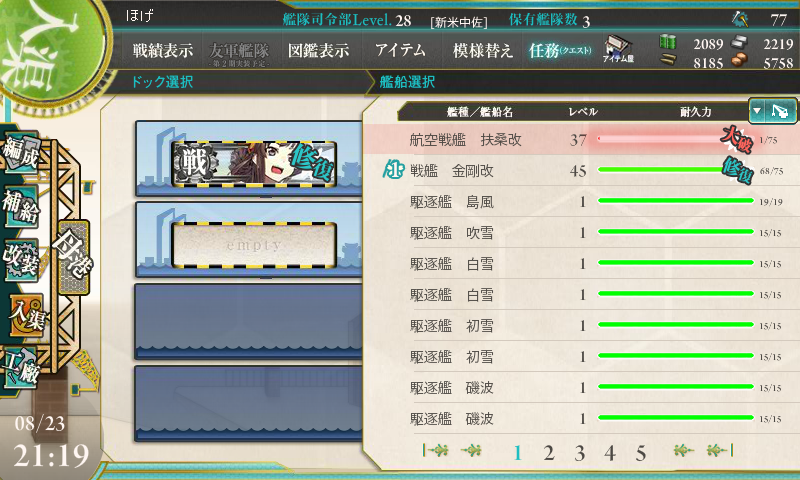 入渠
ほげ
艦隊司令部Level. 28 [新米中佐] 保有艦隊数 3
77
戦績表示
友軍艦隊
第2期実装予定
図鑑表示
アイテム
模様替え
任務(クエスト)
アイテム屋
2089 2219
8185 5758
ドック選択
艦船選択
編成
補給
改装
入渠
工廠
母港
戦
修復
empty
艦種／艦船名 レベル 耐久力
航空戦艦 扶桑改 37 大破 1/75
1 戦艦 金剛改 45 修復 68/75
駆逐艦 島風 1 19/19
駆逐艦 吹雪 1 15/15
駆逐艦 白雪 1 15/15
駆逐艦 白雪 1 15/15
駆逐艦 初雪 1 15/15
駆逐艦 初雪 1 15/15
駆逐艦 磯波 1 15/15
駆逐艦 磯波 1 15/15
1 2 3 4 5
08/23
21:19